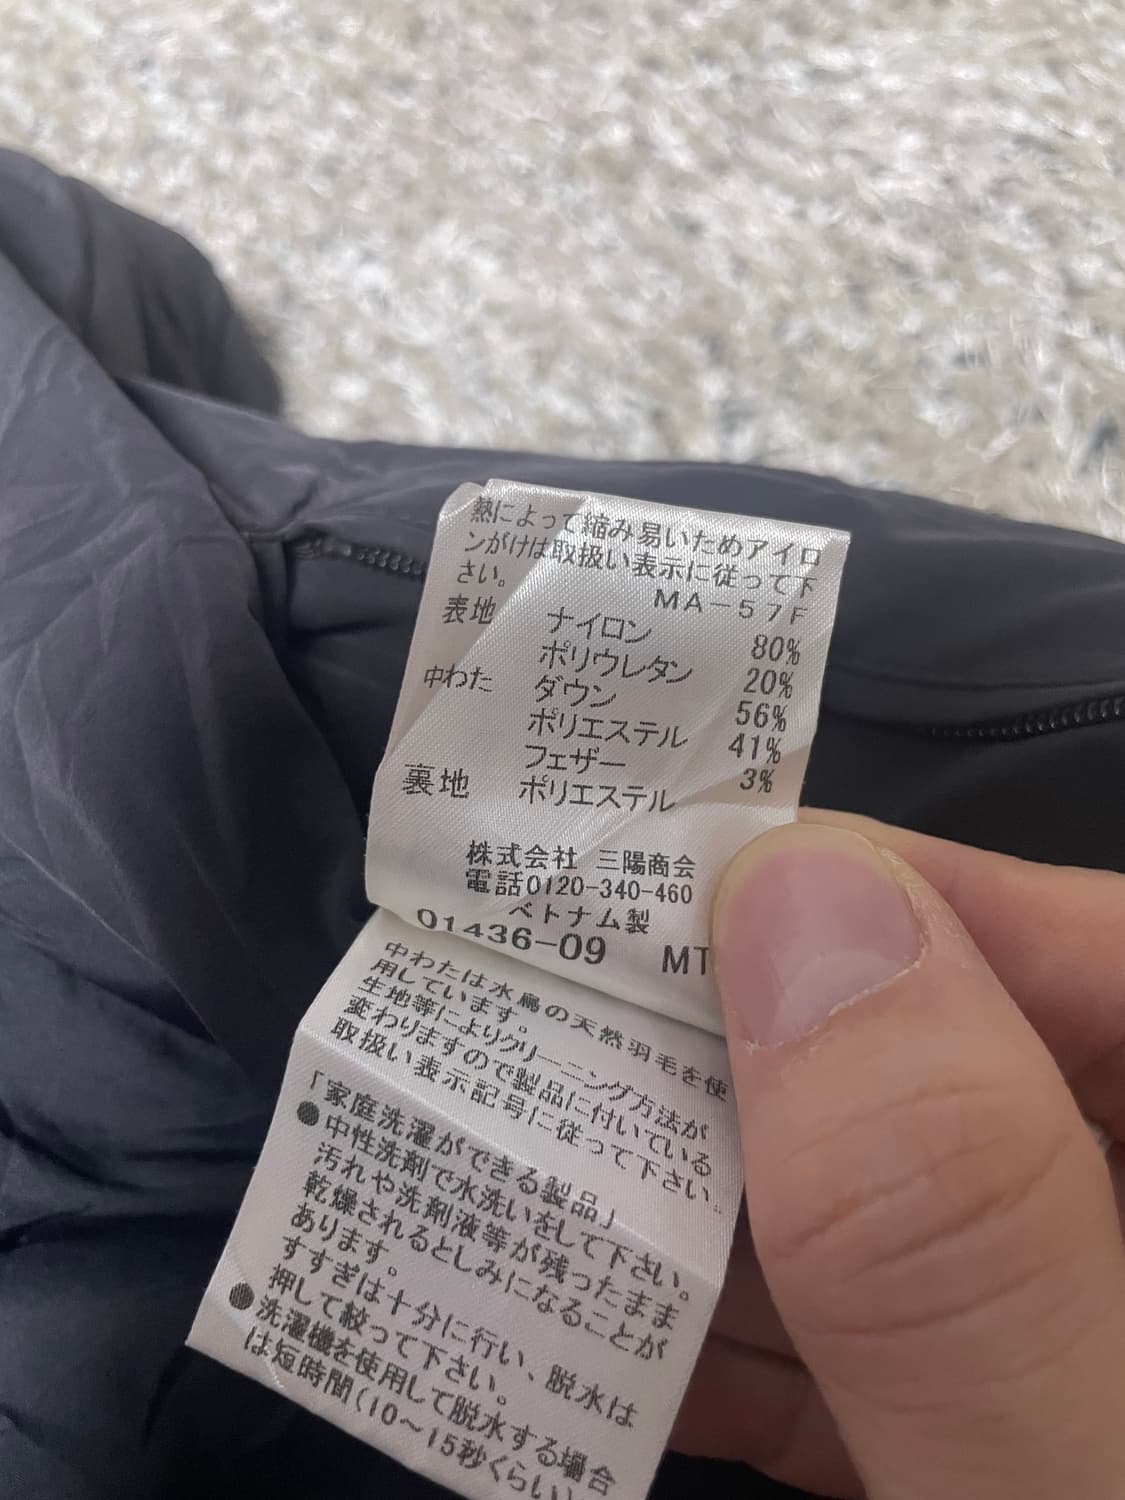 熱によって縮み易いためアイロ
ンがけは取扱い表示に従って下
さい。
MA-57F
表地 ナイロン 80%
ポリウレタン 20%
中わた ダウン 56%
ポリエステル 41%
フェザー 3%
裏地 ポリエステル
株式会社 三陽商会
電話0120-340-460
ベトナム製
01436-09 MT
中わたは水鳥の天然羽毛を使
用しています。
生地等によりクリーニング方法が
変わりますので製品に付いている
取扱い表示記号に従って下さい。
「家庭洗濯ができる製品」
●中性洗剤で水洗いをして下さい。
汚れや洗剤液等が残ったまま
乾燥されるとしみになることが
あります。
すすぎは十分に行い、脱水は
押して絞って下さい。
●洗濯機を使用して脱水する場合
は短時間(10~15秒くらい)